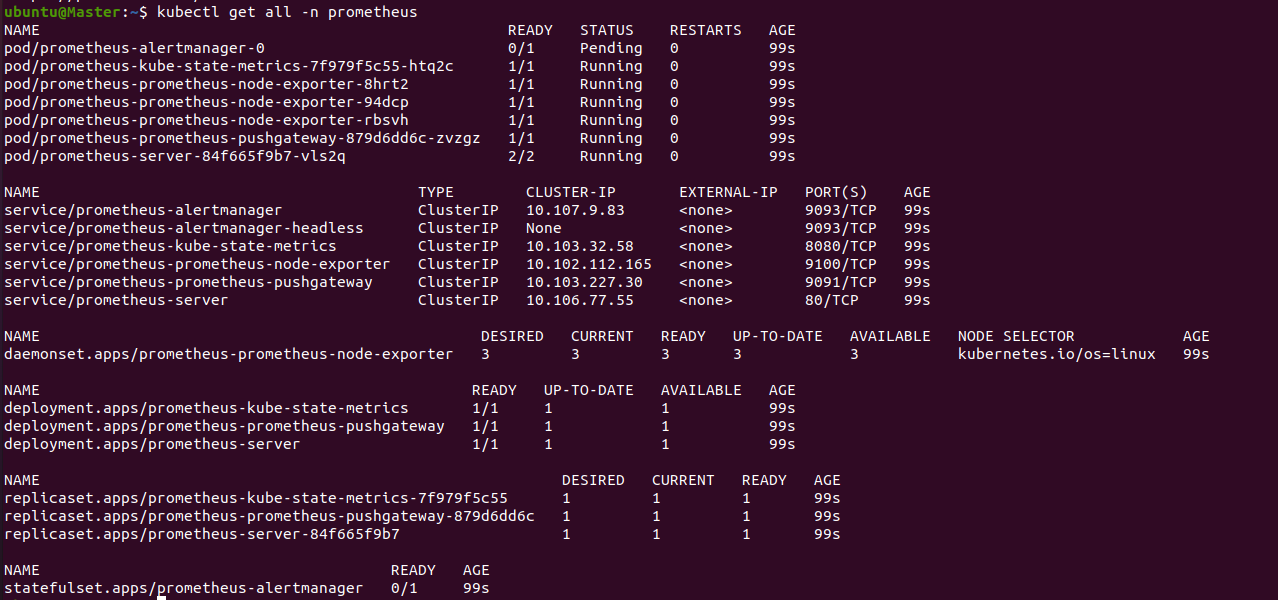 ubuntu@Master:~$ kubectl get all -n prometheus
NAME READY STATUS RESTARTS AGE
pod/prometheus-alertmanager-0 0/1 Pending 0 99s
pod/prometheus-kube-state-metrics-7f979f5c55-htq2c 1/1 Running 0 99s
pod/prometheus-prometheus-node-exporter-8hrt2 1/1 Running 0 99s
pod/prometheus-prometheus-node-exporter-94dcp 1/1 Running 0 99s
pod/prometheus-prometheus-node-exporter-rbsvh 1/1 Running 0 99s
pod/prometheus-prometheus-pushgateway-879d6dd6c-zvzgz 1/1 Running 0 99s
pod/prometheus-server-84f665f9b7-vls2q 2/2 Running 0 99s
NAME TYPE CLUSTER-IP EXTERNAL-IP PORT(S) AGE
service/prometheus-alertmanager ClusterIP 10.107.9.83 <none> 9093/TCP 99s
service/prometheus-alertmanager-headless ClusterIP None <none> 9093/TCP 99s
service/prometheus-kube-state-metrics ClusterIP 10.103.32.58 <none> 8080/TCP 99s
service/prometheus-prometheus-node-exporter ClusterIP 10.102.112.165 <none> 9100/TCP 99s
service/prometheus-prometheus-pushgateway ClusterIP 10.103.227.30 <none> 9091/TCP 99s
service/prometheus-server ClusterIP 10.106.77.55 <none> 80/TCP 99s
NAME DESIRED CURRENT READY UP-TO-DATE AVAILABLE NODE SELECTOR AGE
daemonset.apps/prometheus-prometheus-node-exporter 3 3 3 3 3 kubernetes.io/os=linux 99s
NAME READY UP-TO-DATE AVAILABLE AGE
deployment.apps/prometheus-kube-state-metrics 1/1 1 1 99s
deployment.apps/prometheus-prometheus-pushgateway 1/1 1 1 99s
deployment.apps/prometheus-server 1/1 1 1 99s
NAME DESIRED CURRENT READY AGE
replicaset.apps/prometheus-kube-state-metrics-7f979f5c55 1 1 1 99s
replicaset.apps/prometheus-prometheus-pushgateway-879d6dd6c 1 1 1 99s
replicaset.apps/prometheus-server-84f665f9b7 1 1 1 99s
NAME READY AGE
statefulset.apps/prometheus-alertmanager 0/1 99s